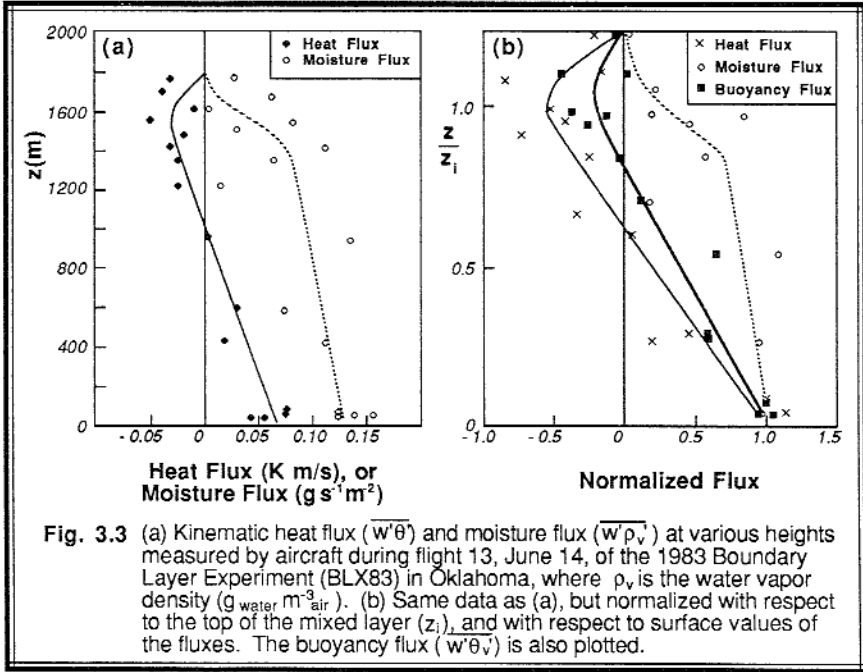 (a)
Heat Flux
Moisture Flux
2000
1600
1200
800
400
0
z(m)
-0.05
0
0.05
0.10
0.15
Heat Flux (K m/s), or
Moisture Flux (g s⁻¹m⁻²)
(b)
Heat Flux
Moisture Flux
Buoyancy Flux
1.0
0.5
0
z
zᵢ
-1.0
-0.5
0
0.5
1.0
1.5
Normalized Flux
Fig. 3.3 (a) Kinematic heat flux (w'θ') and moisture flux (w'ρᵥ') at various heights
measured by aircraft during flight 13, June 14, of the 1983 Boundary
Layer Experiment (BLX83) in Oklahoma, where ρᵥ is the water vapor
density (g water m⁻³ air ). (b) Same data as (a), but normalized with respect
to the top of the mixed layer (zᵢ), and with respect to surface values of
the fluxes. The buoyancy flux (w'θᵥ') is also plotted.